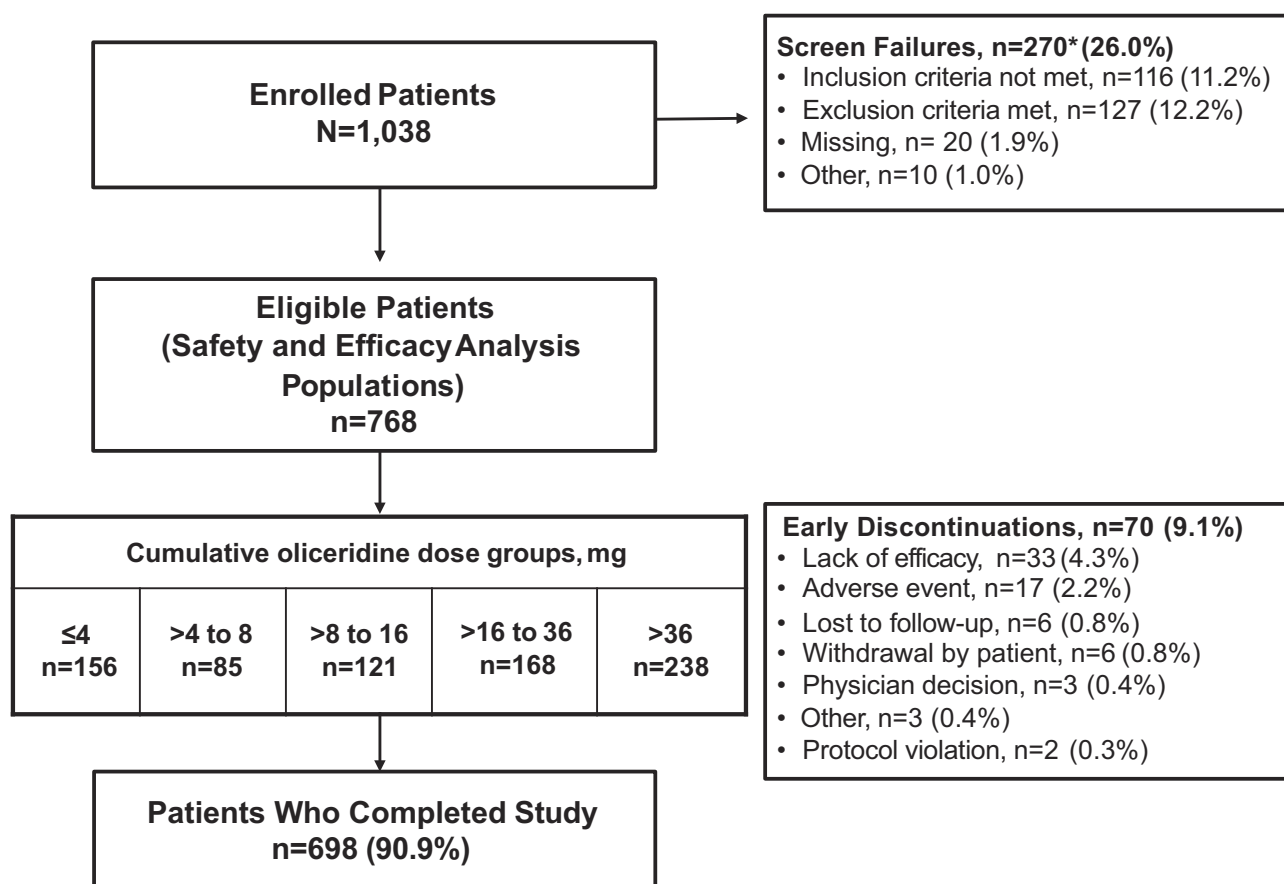 Enrolled Patients
N=1,038
Screen Failures, n=270* (26.0%)
• Inclusion criteria not met, n=116 (11.2%)
• Exclusion criteria met, n=127 (12.2%)
• Missing, n= 20 (1.9%)
• Other, n=10 (1.0%)
Eligible Patients
(Safety and Efficacy Analysis
Populations)
n=768
Cumulative oliceridine dose groups, mg
≤4 >4 to 8 >8 to 16 >16 to 36 >36
n=156 n=85 n=121 n=168 n=238
Early Discontinuations, n=70 (9.1%)
• Lack of efficacy, n=33 (4.3%)
• Adverse event, n=17 (2.2%)
• Lost to follow-up, n=6 (0.8%)
• Withdrawal by patient, n=6 (0.8%)
• Physician decision, n=3 (0.4%)
• Other, n=3 (0.4%)
• Protocol violation, n=2 (0.3%)
Patients Who Completed Study
n=698 (90.9%)